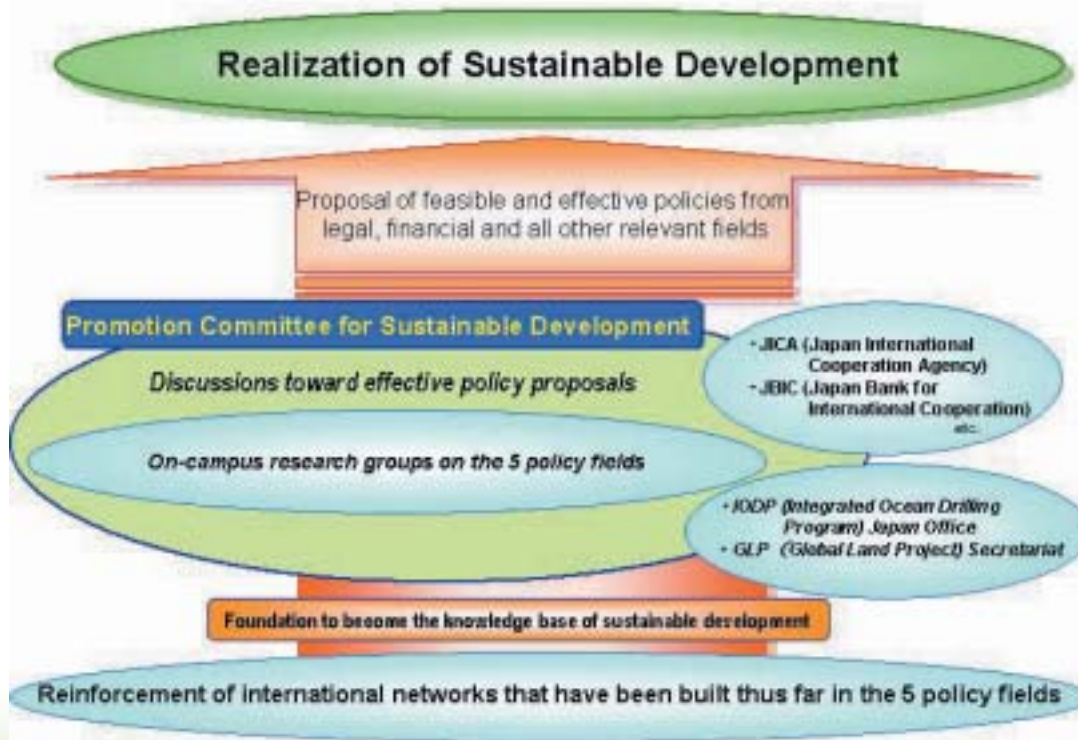 Realization of Sustainable Development
Proposal of feasible and effective policies from
legal, financial and all other relevant fields
Promotion Committee for Sustainable Development
Discussions toward effective policy proposals
On-campus research groups on the 5 policy fields
・JICA (Japan International
Cooperation Agency)
・JBIC (Japan Bank for
International Cooperation)
etc.
・IODP (Integrated Ocean Drilling
Program) Japan Office
・GLP (Global Land Project) Secretariat
Foundation to become the knowledge base of sustainable development
Reinforcement of international networks that have been built thus far in the 5 policy fields